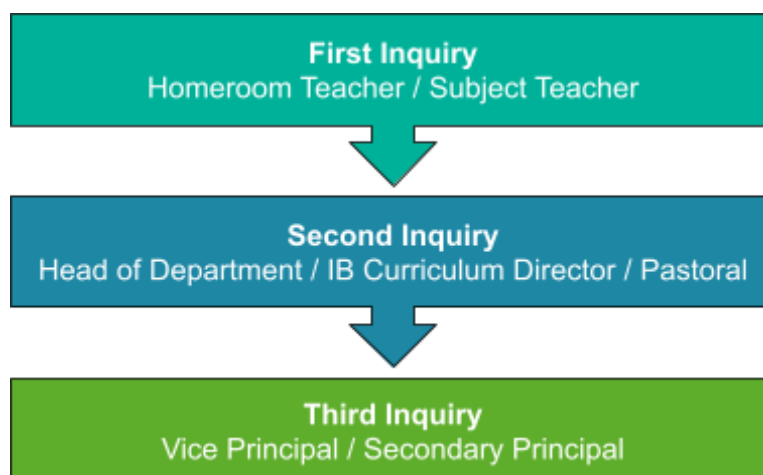 First Inquiry
Homeroom Teacher / Subject Teacher
Second Inquiry
Head of Department / IB Curriculum Director / Pastoral
Third Inquiry
Vice Principal / Secondary Principal